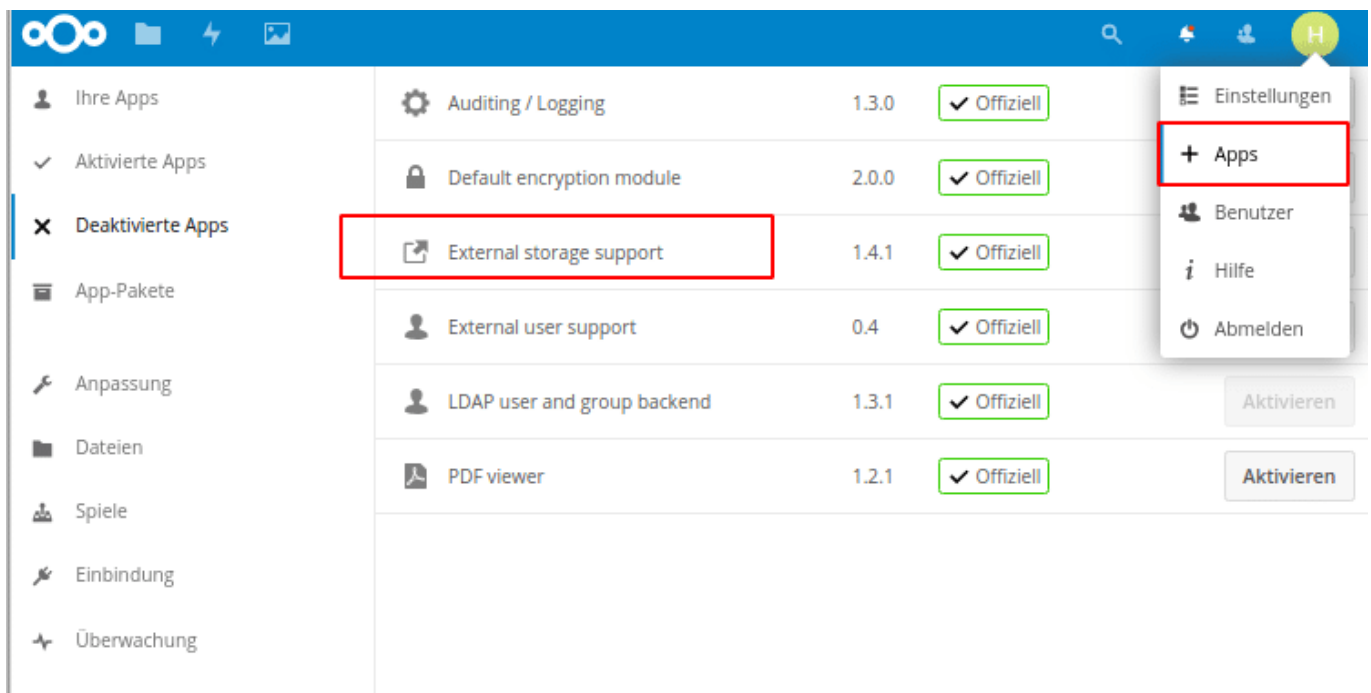 H
Ihre Apps
Aktivierte Apps
Deaktivierte Apps
App-Pakete
Anpassung
Dateien
Spiele
Einbindung
Überwachung
Auditing / Logging 1.3.0 Offiziell
Default encryption module 2.0.0 Offiziell
External storage support 1.4.1 Offiziell
External user support 0.4 Offiziell
LDAP user and group backend 1.3.1 Offiziell Aktivieren
PDF viewer 1.2.1 Offiziell Aktivieren
Einstellungen
Apps
Benutzer
Hilfe
Abmelden